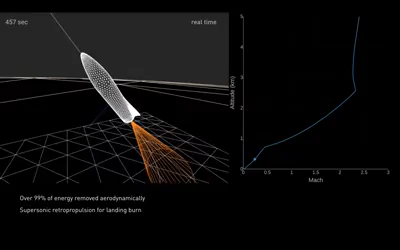 457 sec
real time
Over 99% of energy removed aerodynamically
Supersonic retropropulsion for landing burn
5
4
3
2
1
0
Altitude (km)
0
0.5
1
1.5
2
2.5
3
Mach